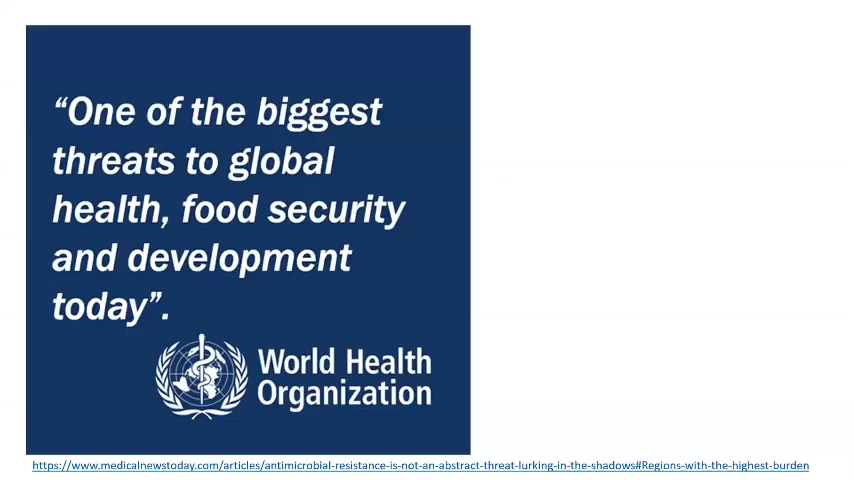 “One of the biggest
threats to global
health, food security
and development
today”.
World Health
Organization
https://www.medicalnewstoday.com/articles/antimicrobial-resistance-is-not-an-abstract-threat-lurking-in-the-shadows#Regions-with-the-highest-burden